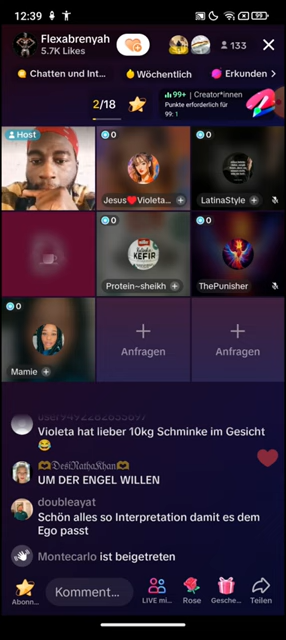 12:39
99
Flexabrenyah
5.7K Likes
133
Chatten und Int...
Wöchentlich
Erkunden
2/18
99+ | Creator*innen
Punkte erforderlich für
99: 1
Host
0
Jesus❤️Violeta...
0
LatinaStyle
0
Protein~sheikh
0
ThePunisher
Mamie
Anfragen
Anfragen
Violeta hat lieber 10kg Schminke im Gesicht
😂
🫶DesiNathaKhan🫶
UM DER ENGEL WILLEN
doubleayat
Schön alles so Interpretation damit es dem
Ego passt
Montecarlo ist beigetreten
Komment...
Abonn...
LIVE mi...
Rose
Gesche...
Teilen